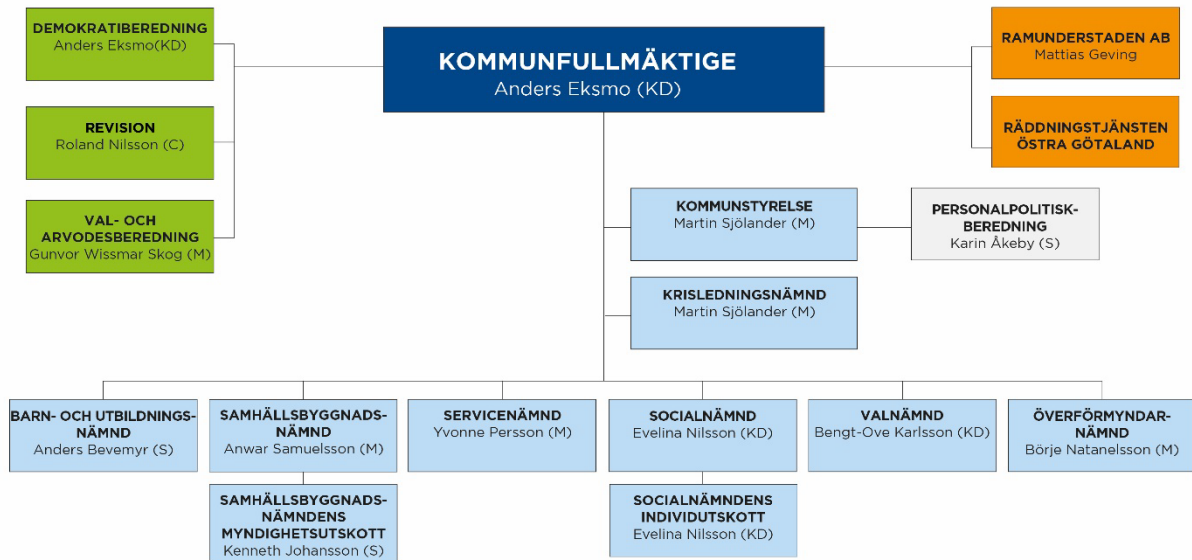 DEMOKRATIBEREDNING
Anders Eksmo(KD)
REVISION
Roland Nilsson (C)
VAL- OCH
ARVODESBEREDNING
Gunvor Wissmar Skog (M)
KOMMUNFULLMÄKTIGE
Anders Eksmo (KD)
RAMUNDERSTADEN AB
Mattias Geving
RÄDDNINGSTJÄNSTEN
ÖSTRA GÖTALAND
KOMMUNSTYRELSE
Martin Sjölander (M)
PERSONALPOLITISK-
BEREDNING
Karin Åkeby (S)
KRISLEDNINGSNÄMND
Martin Sjölander (M)
BARN- OCH UTBILDNINGS-
NÄMND
Anders Bevemyr (S)
SAMHÄLLSBYGGNADS-
NÄMND
Anwar Samuelsson (M)
SERVICENÄMND
Yvonne Persson (M)
SOCIALNÄMND
Evelina Nilsson (KD)
VALNÄMND
Bengt-Ove Karlsson (KD)
ÖVERFÖRMYNDAR-
NÄMND
Börje Natanelsson (M)
SAMHÄLLSBYGGNADS-
NÄMNDENS
MYNDIGHETSUTSKOTT
Kenneth Johansson (S)
SOCIALNÄMNDENS
INDIVIDUTSKOTT
Evelina Nilsson (KD)